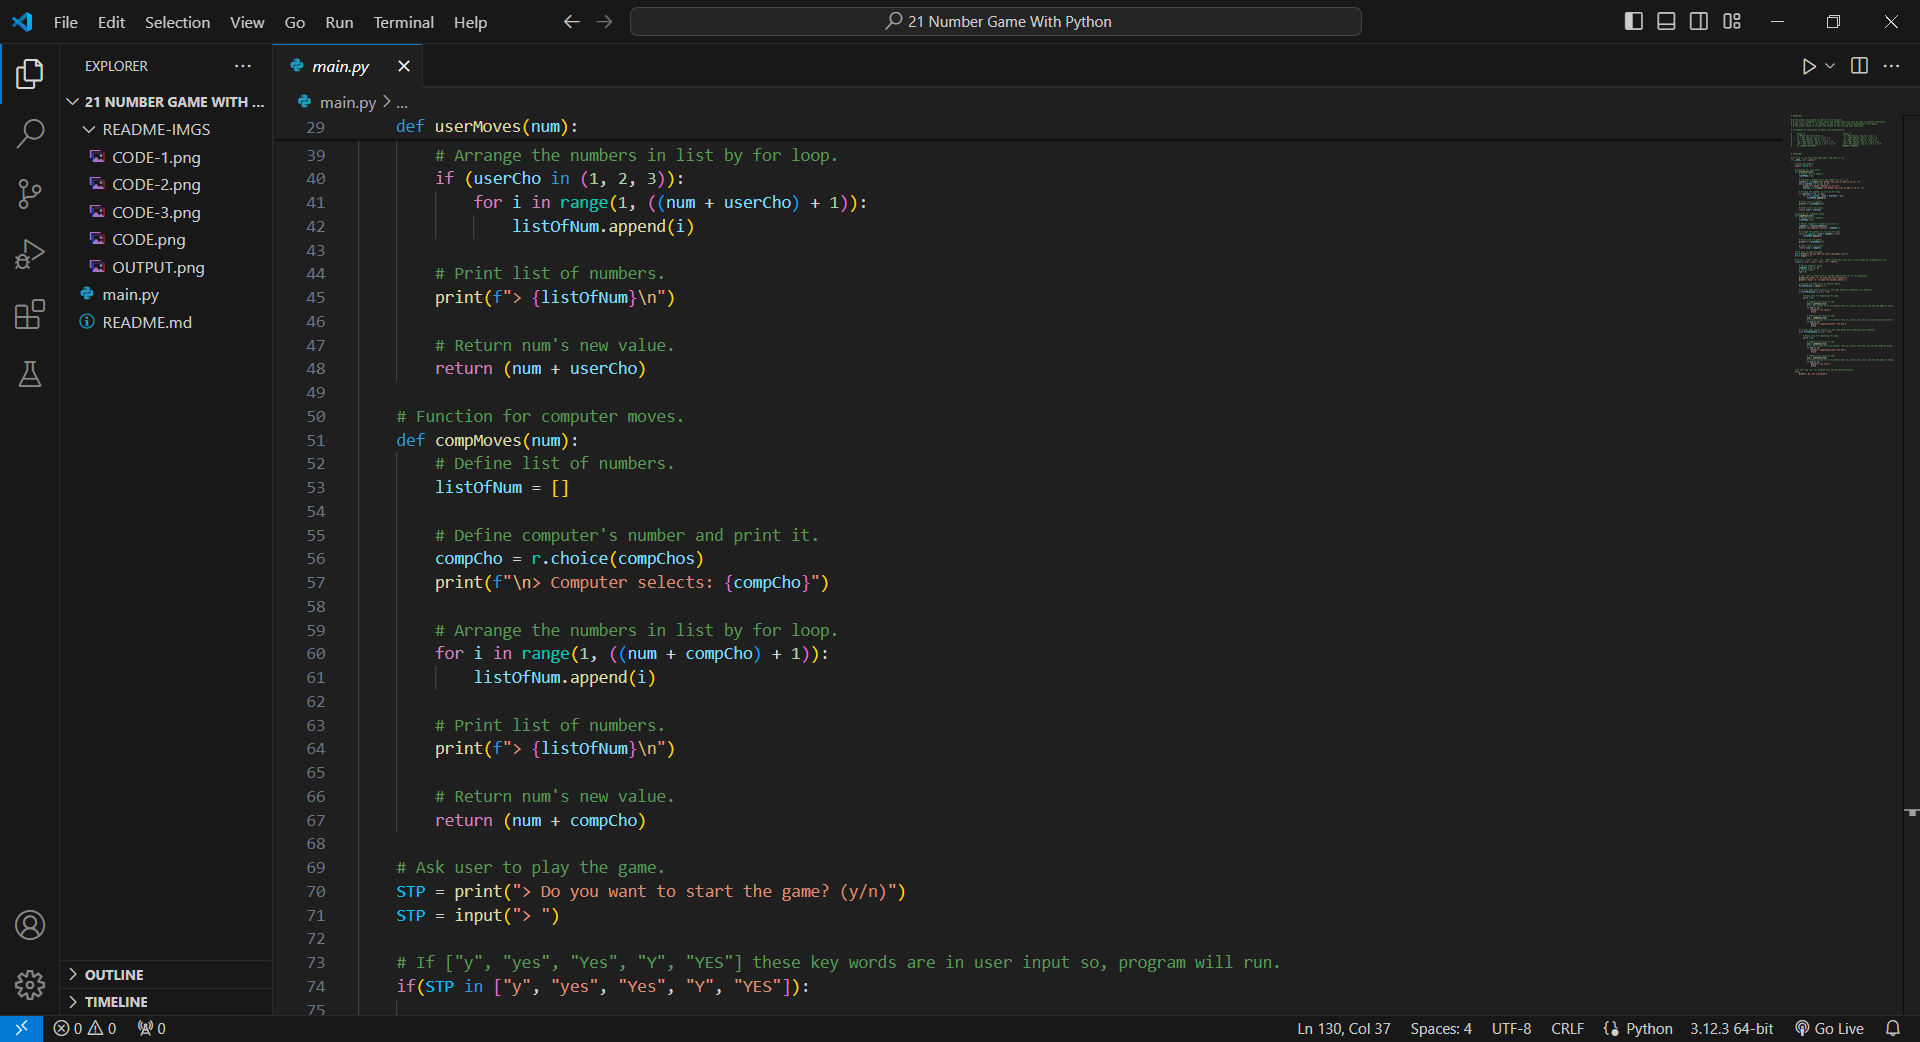 File Edit Selection View Go Run Terminal Help
21 Number Game With Python
EXPLORER
21 NUMBER GAME WITH ...
README-IMGS
CODE-1.png
CODE-2.png
CODE-3.png
CODE.png
OUTPUT.png
main.py
README.md
OUTLINE
TIMELINE
main.py
main.py > ...
29 def userMoves(num):
39 # Arrange the numbers in list by for loop.
40 if (userCho in (1, 2, 3)):
41 for i in range(1, ((num + userCho) + 1)):
42 listOfNum.append(i)
43
44 # Print list of numbers.
45 print(f"> {listOfNum}\n")
46
47 # Return num's new value.
48 return (num + userCho)
49
50 # Function for computer moves.
51 def compMoves(num):
52 # Define list of numbers.
53 listOfNum = []
54
55 # Define computer's number and print it.
56 compCho = r.choice(compChos)
57 print(f"\n> Computer selects: {compCho}")
58
59 # Arrange the numbers in list by for loop.
60 for i in range(1, ((num + compCho) + 1)):
61 listOfNum.append(i)
62
63 # Print list of numbers.
64 print(f"> {listOfNum}\n")
65
66 # Return num's new value.
67 return (num + compCho)
68
69 # Ask user to play the game.
70 STP = print("> Do you want to start the game? (y/n)")
71 STP = input("> ")
72
73 # If ["y", "yes", "Yes", "Y", "YES"] these key words are in user input so, program will run.
74 if(STP in ["y", "yes", "Yes", "Y", "YES"]):
75
0 0 0
Ln 130, Col 37 Spaces: 4 UTF-8 CRLF Python 3.12.3 64-bit Go Live